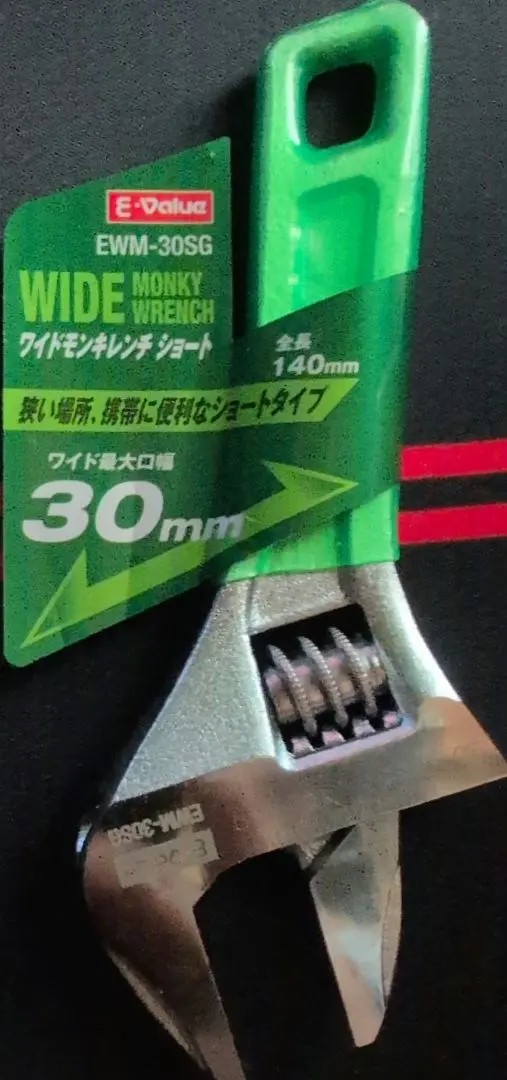 E-Value
EWM-30SG
WIDE MONKY WRENCH
ワイドモンキレンチ ショート
全長
140mm
狭い場所、携帯に便利なショートタイプ
ワイド最大口幅
30mm
EWM-30SG